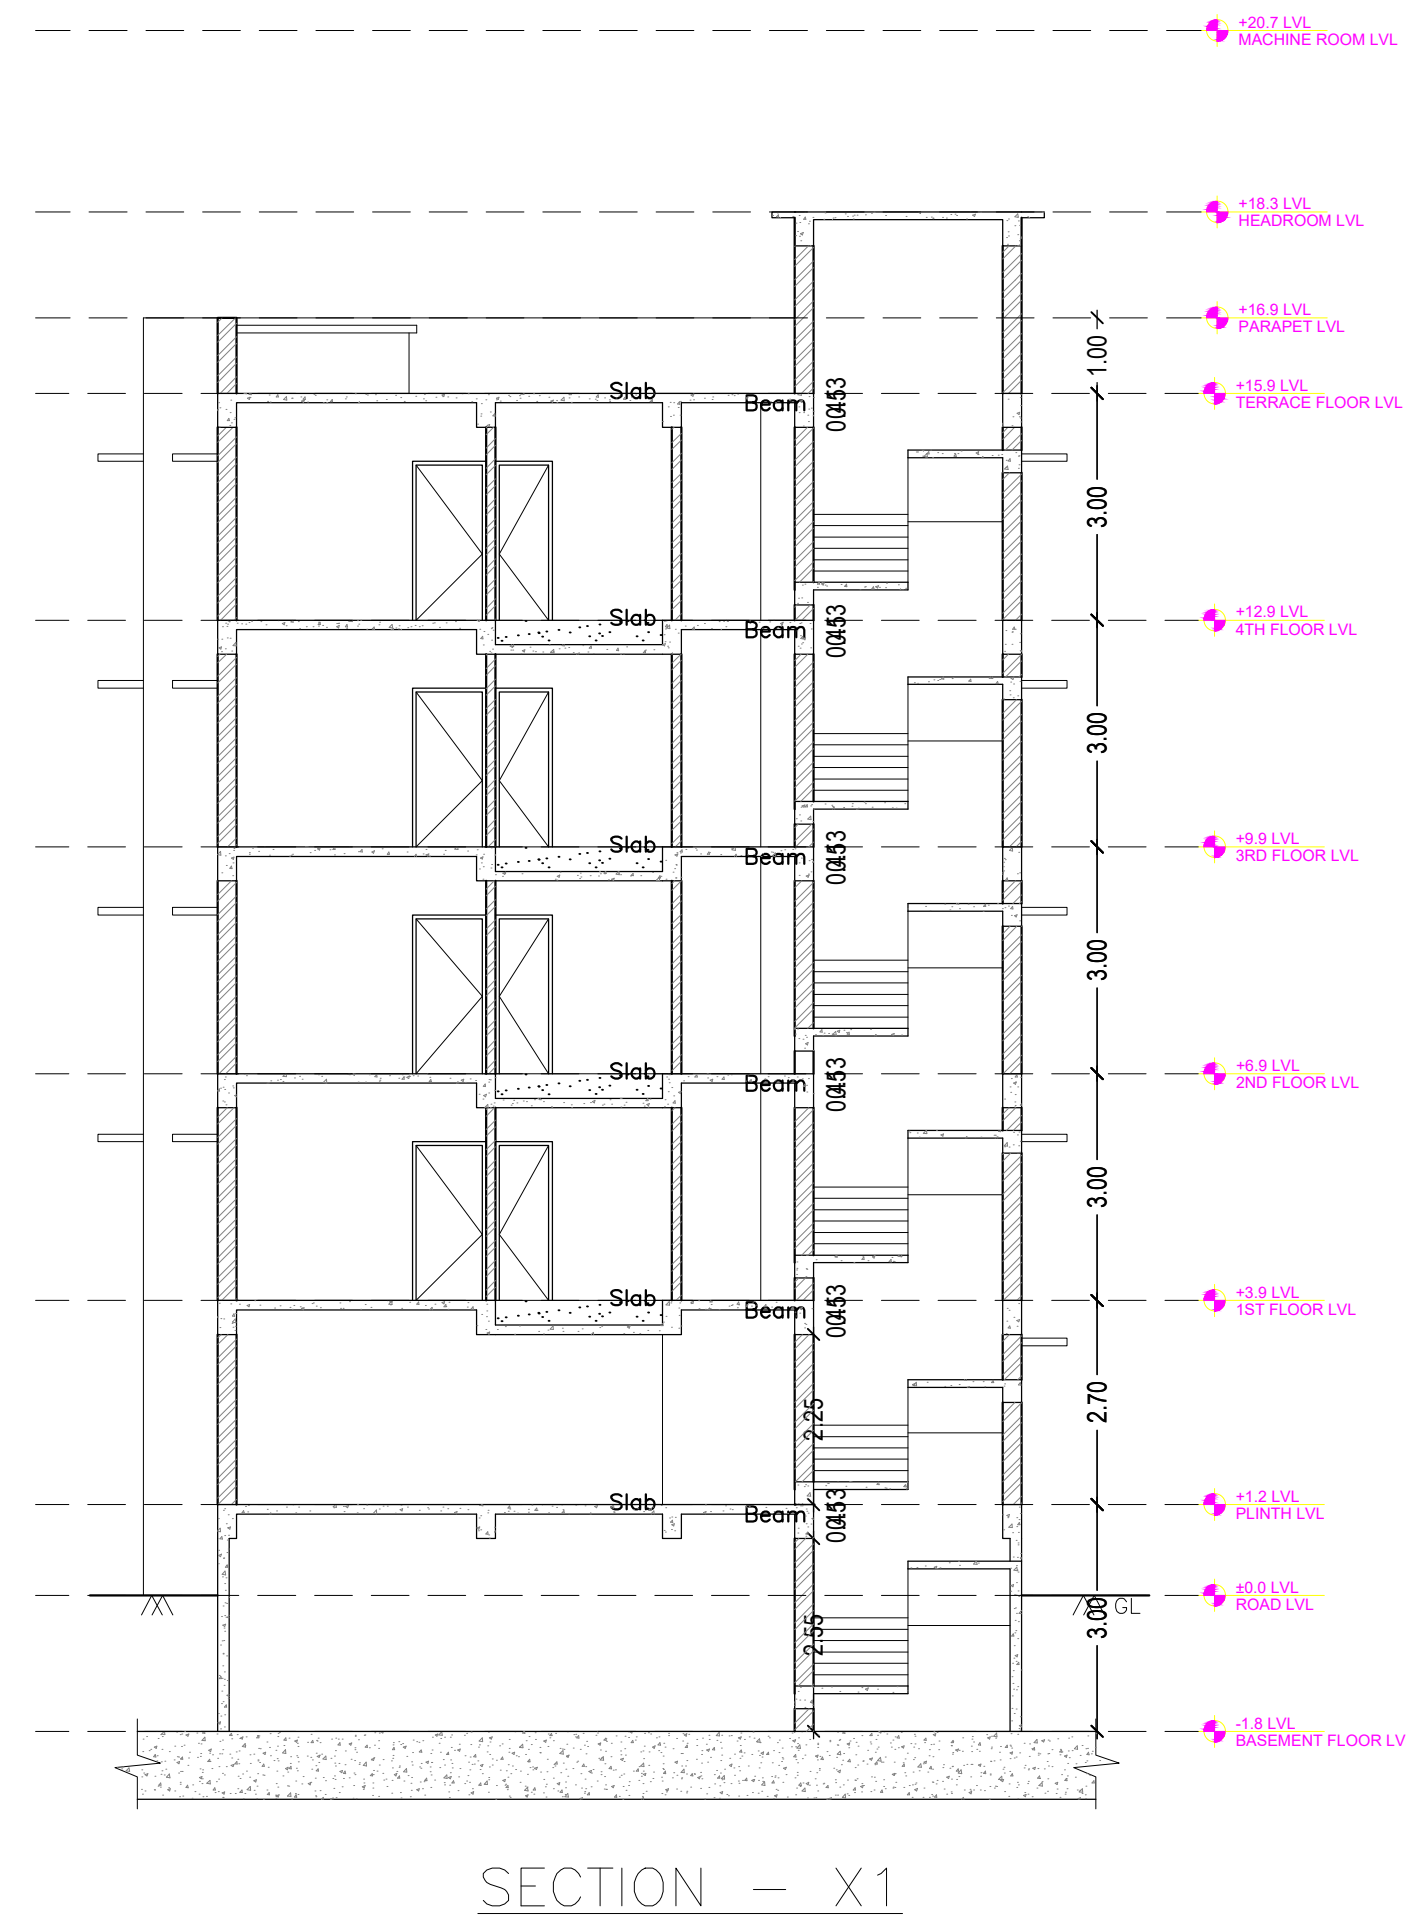 +20.7 LVL
MACHINE ROOM LVL
+18.3 LVL
HEADROOM LVL
+16.9 LVL
PARAPET LVL
1.00
+15.9 LVL
TERRACE FLOOR LVL
Slab
Beam
3.00
+12.9 LVL
4TH FLOOR LVL
Slab
Beam
3.00
+9.9 LVL
3RD FLOOR LVL
Slab
Beam
3.00
+6.9 LVL
2ND FLOOR LVL
Slab
Beam
3.00
+3.9 LVL
1ST FLOOR LVL
Slab
Beam
2.25
2.70
+1.2 LVL
PLINTH LVL
Slab
Beam
±0.0 LVL
ROAD LVL
GL
3.00
2.55
-1.8 LVL
BASEMENT FLOOR LV
SECTION - X1